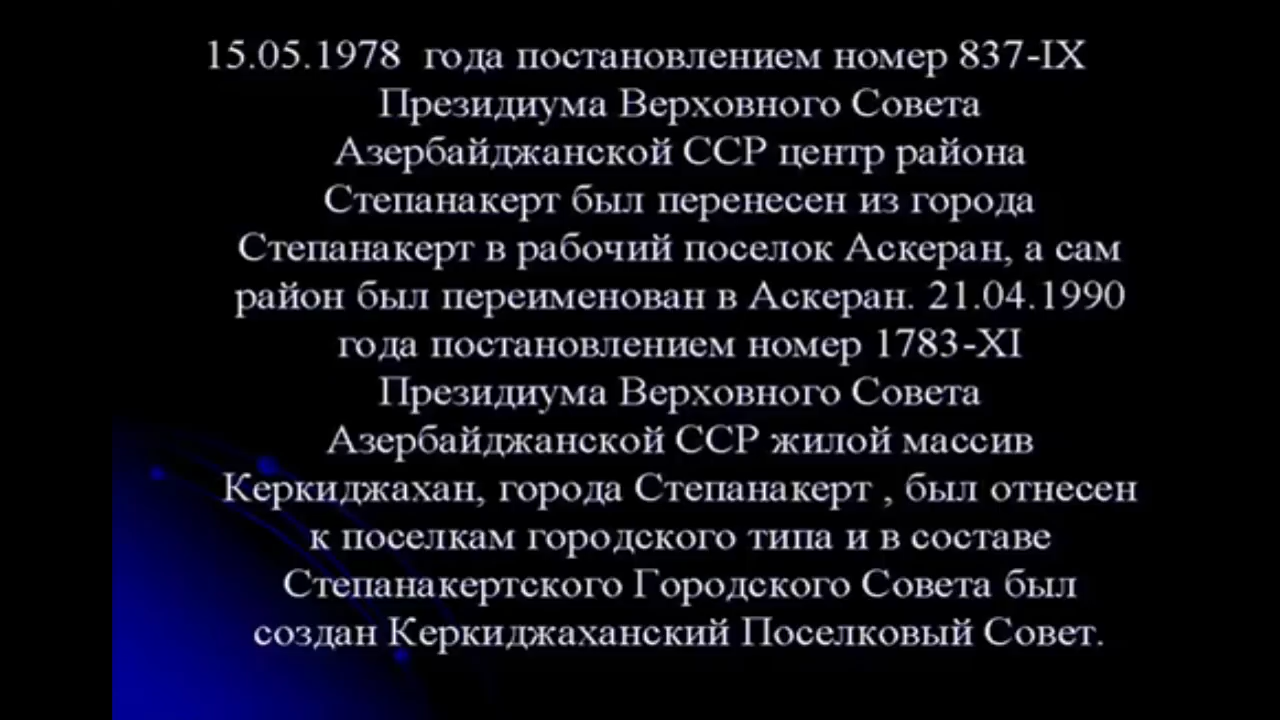 15.05.1978 года постановлением номер 837-IX
Президиума Верховного Совета
Азербайджанской ССР центр района
Степанакерт был перенесен из города
Степанакерт в рабочий поселок Аскеран, а сам
район был переименован в Аскеран. 21.04.1990
года постановлением номер 1783-XI
Президиума Верховного Совета
Азербайджанской ССР жилой массив
Керкиджахан, города Степанакерт , был отнесен
к поселкам городского типа и в составе
Степанакертского Городского Совета был
создан Керкиджаханский Поселковый Совет.